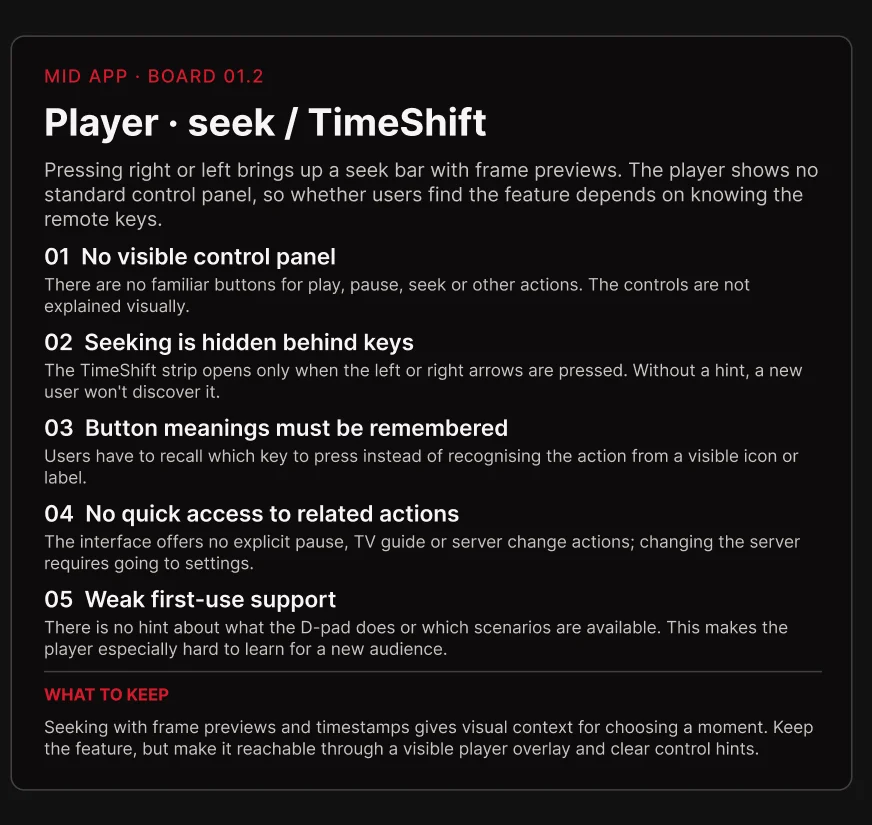 MID APP · BOARD 01.2
Player · seek / TimeShift
Pressing right or left brings up a seek bar with frame previews. The player shows no
standard control panel, so whether users find the feature depends on knowing the
remote keys.
01 No visible control panel
There are no familiar buttons for play, pause, seek or other actions. The controls are not
explained visually.
02 Seeking is hidden behind keys
The TimeShift strip opens only when the left or right arrows are pressed. Without a hint, a new
user won't discover it.
03 Button meanings must be remembered
Users have to recall which key to press instead of recognising the action from a visible icon or
label.
04 No quick access to related actions
The interface offers no explicit pause, TV guide or server change actions; changing the server
requires going to settings.
05 Weak first-use support
There is no hint about what the D-pad does or which scenarios are available. This makes the
player especially hard to learn for a new audience.
WHAT TO KEEP
Seeking with frame previews and timestamps gives visual context for choosing a moment. Keep
the feature, but make it reachable through a visible player overlay and clear control hints.